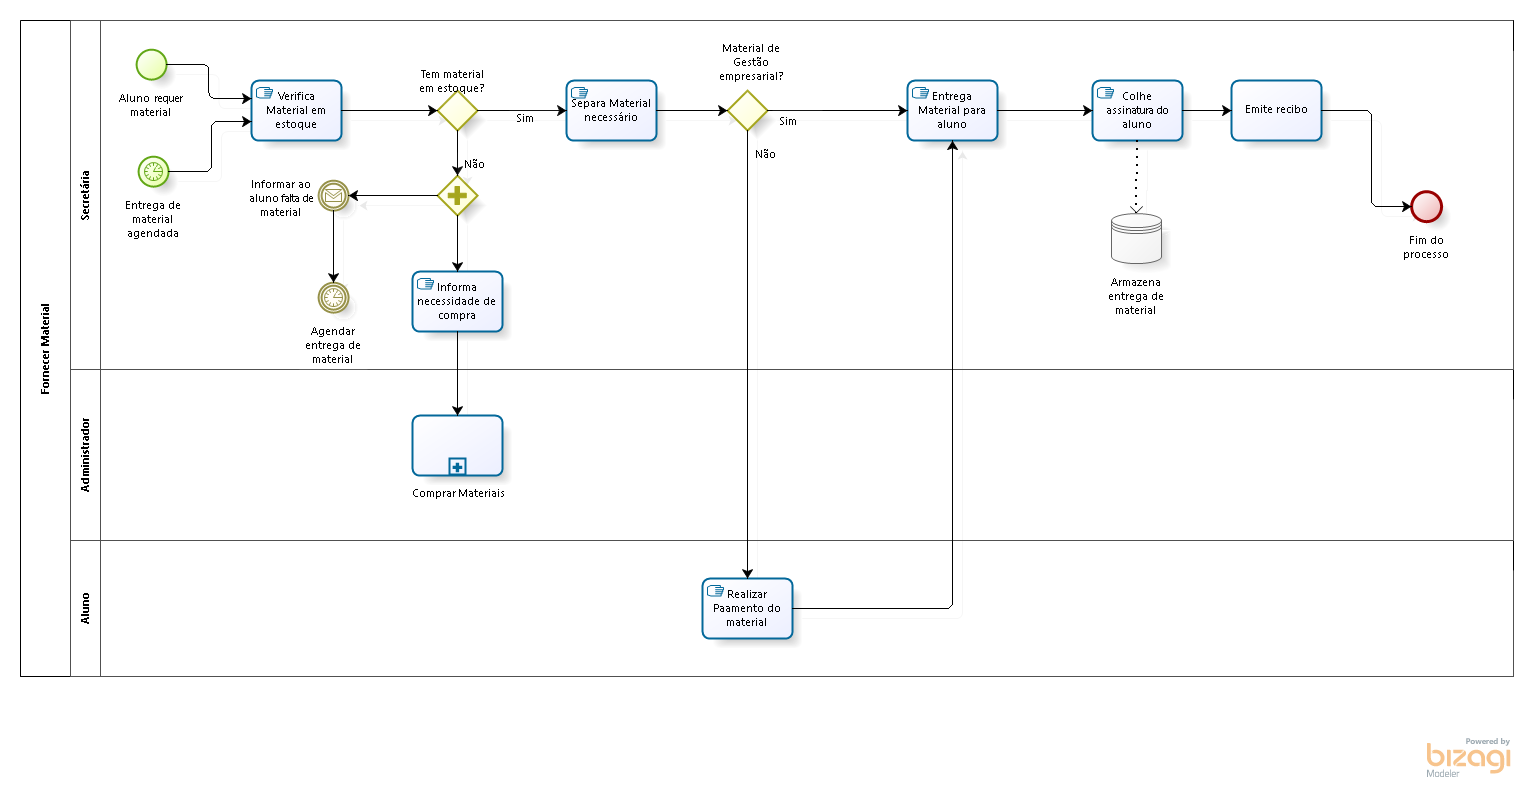 Fornecer Material
Secretária
Administrador
Aluno
Aluno requer
material
Entrega de
material
agendada
Verifica
Material em
estoque
Tem material
em estoque?
Sim
Não
Informar ao
aluno falta de
material
Agendar
entrega de
material
Informa
necessidade de
compra
Comprar Materiais
Separa Material
necessário
Material de
Gestão
empresarial?
Sim
Não
Realizar
Paamento do
material
Entrega
Material para
aluno
Colhe
assinatura do
aluno
Armazena
entrega de
material
Emite recibo
Fim do
processo
Powered by
bizagi
Modeler